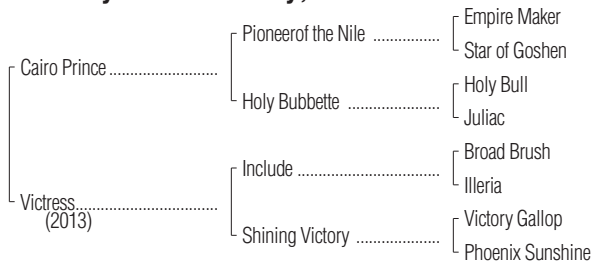 Empire Maker
Pioneerof the Nile ................
Star of Goshen
Cairo Prince ..........................
Holy Bull
Holy Bubbette ......................
Juliac
Broad Brush
Include ..................................
Illeria
Victress..................................
(2013)
Victory Gallop
Shining Victory ....................
Phoenix Sunshine